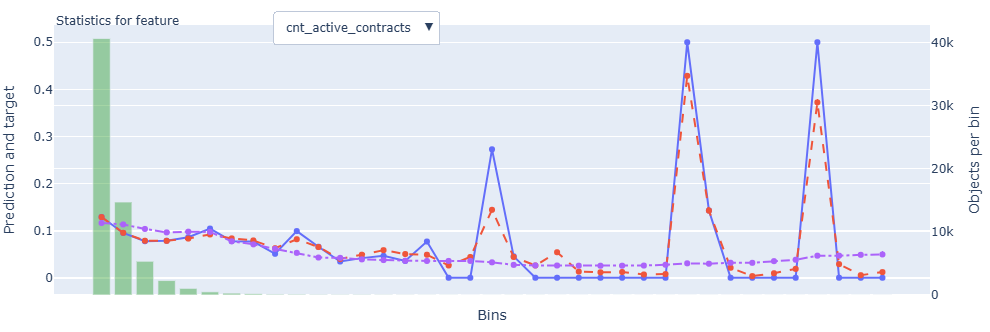 Statistics for feature
cnt_active_contracts ▼
0.5
0.4
0.3
0.2
0.1
0
Prediction and target
40k
30k
20k
10k
0
Objects per bin
Bins